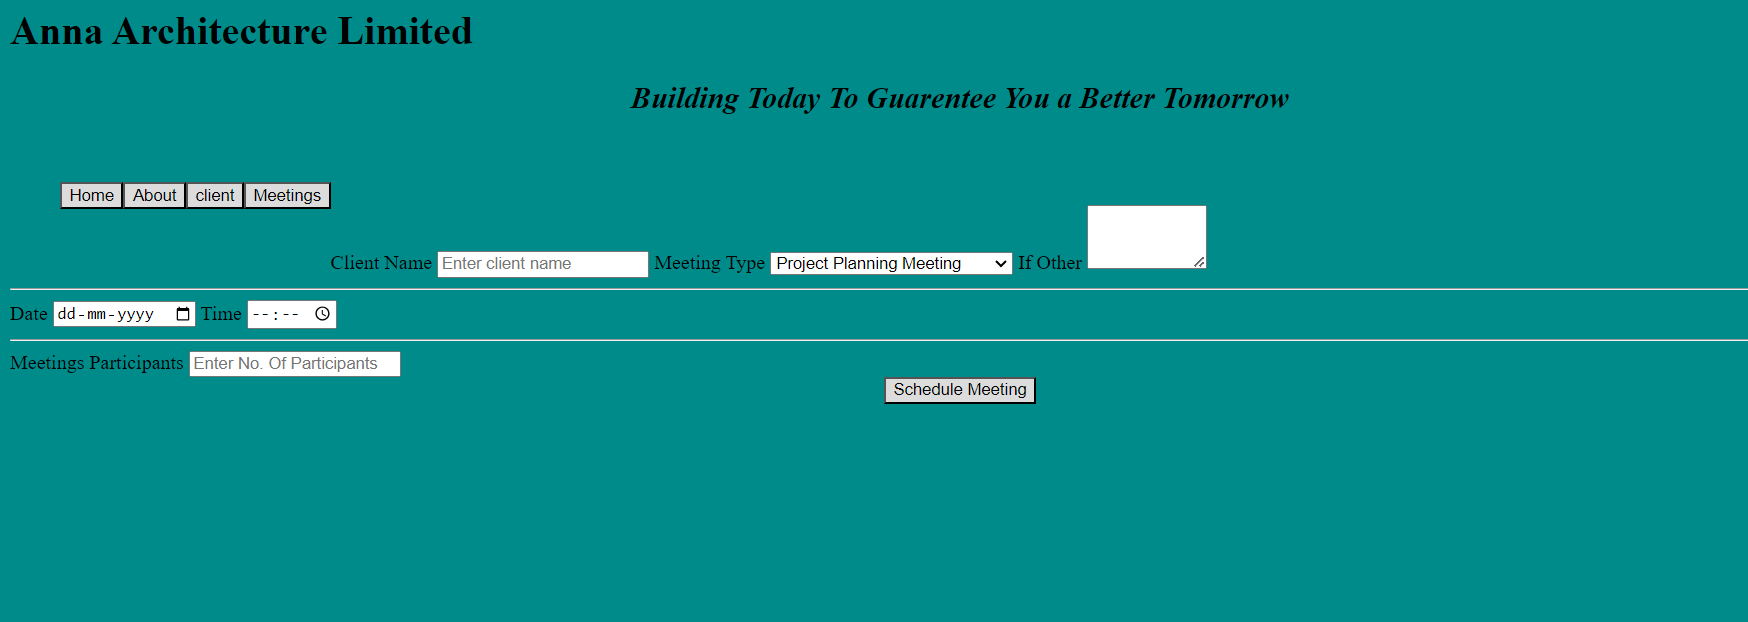 Anna Architecture Limited
Building Today To Guarentee You a Better Tomorrow
Home About client Meetings
Client Name Enter client name Meeting Type Project Planning Meeting If Other
Date dd-mm-yyyy Time --:--
Meetings Participants Enter No. Of Participants
Schedule Meeting